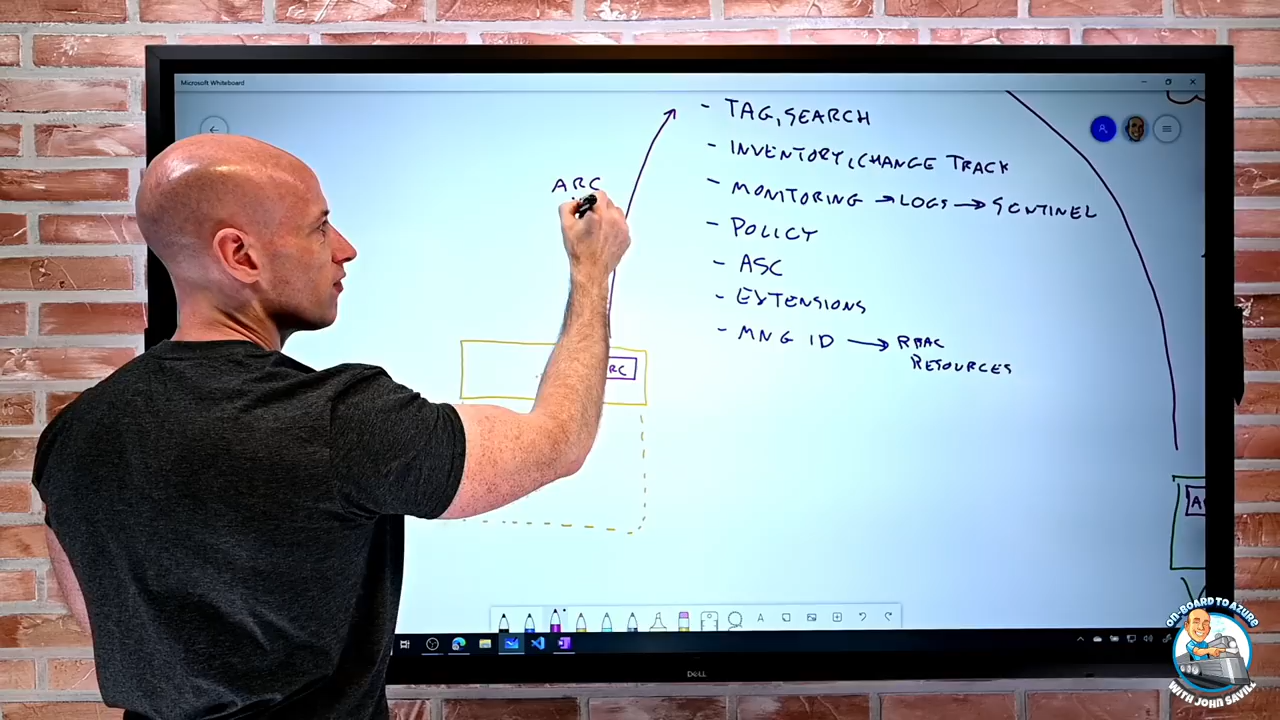 Microsoft Whiteboard
- TAG, SEARCH
- INVENTORY, CHANGE TRACK
ARC
- MONITORING → LOGS → SENTINEL
- POLICY
- ASC
- EXTENSIONS
- MNG ID → RBAC
RESOURCES
RC
A
A
DELL
ON-BOARD TO AZURE
WITH JOHN SAVILL